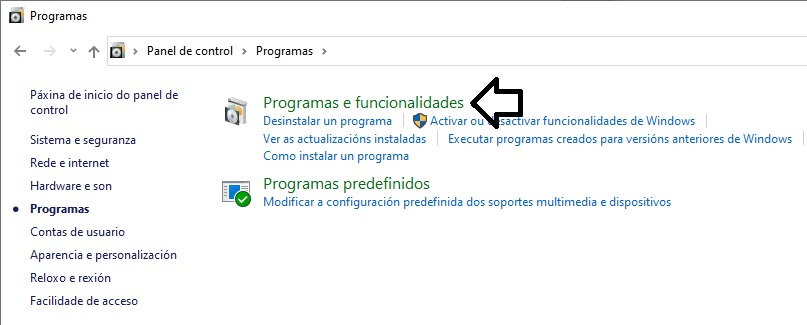 Programas
Panel de control
Programas
Páxina de inicio do panel de
control
Sistema e seguranza
Rede e internet
Hardware e son
Programas
Contas de usuario
Aparencia e personalización
Reloxo e rexión
Facilidade de acceso
Programas e funcionalidades
Desinstalar un programa
Activar ou desactivar funcionalidades de Windows
Ver as actualizacións instaladas
Executar programas creados para versións anteriores de Windows
Como instalar un programa
Programas predefinidos
Modificar a configuración predefinida dos soportes multimedia e dispositivos